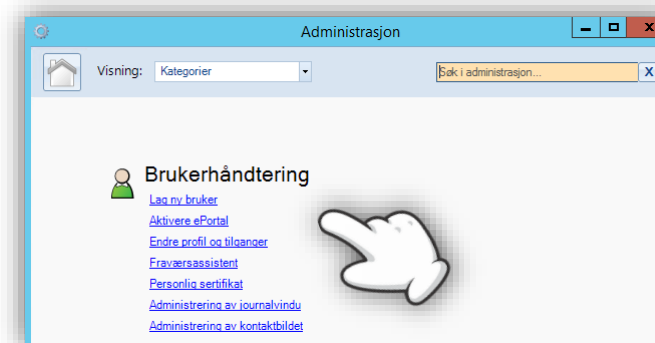 Administrasjon
Visning: Kategorier Søk i administrasjon... X
Brukerhåndtering
Lag ny bruker
Aktivere ePortal
Endre profil og tilganger
Fraværsassistent
Personlig sertifikat
Administrering av journalvindu
Administrering av kontaktbildet